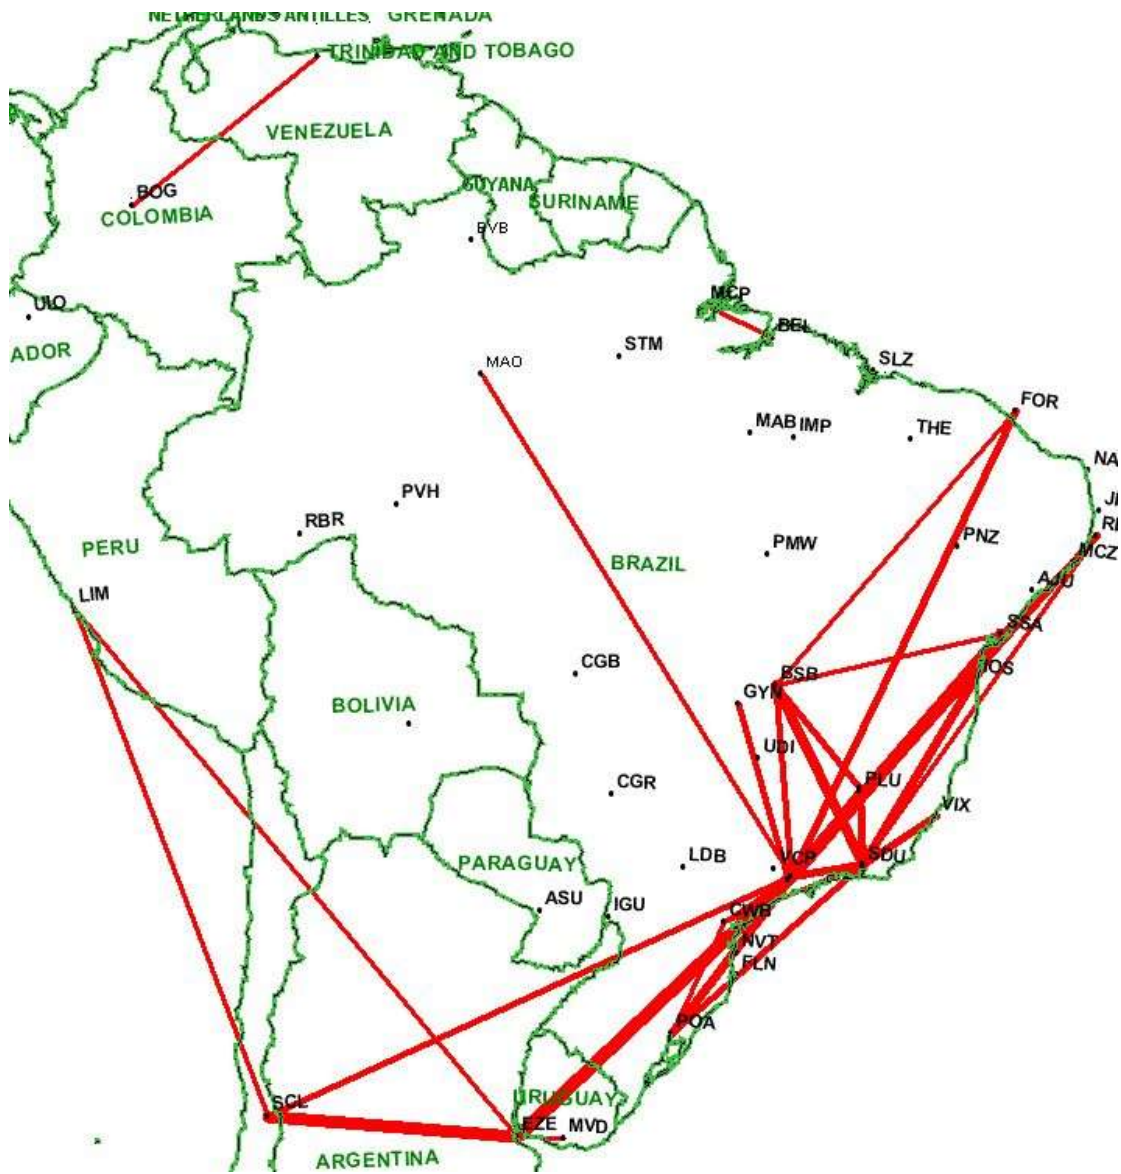 NETHERLANDS ANTILLES GRENADA
TRINIDAD AND TOBAGO
VENEZUELA
BOG
COLOMBIA
GUYANA
SURINAME
BVB
UIO
ADOR
MCP
BEL
STM
MAO
SLZ
FOR
MAB IMP
THE
NA
PVH
RBR
PERU
PMW
BRAZIL
PNZ
MCZ
LIM
AJU
SSA
IOS
CGB
BSB
GYN
BOLIVIA
UDI
PLU
CGR
VIX
PARAGUAY
LDB
VCP
SDU
ASU
IGU
CWB
NVT
FLN
POA
SCL
URUGUAY
EZE
MVD
ARGENTINA